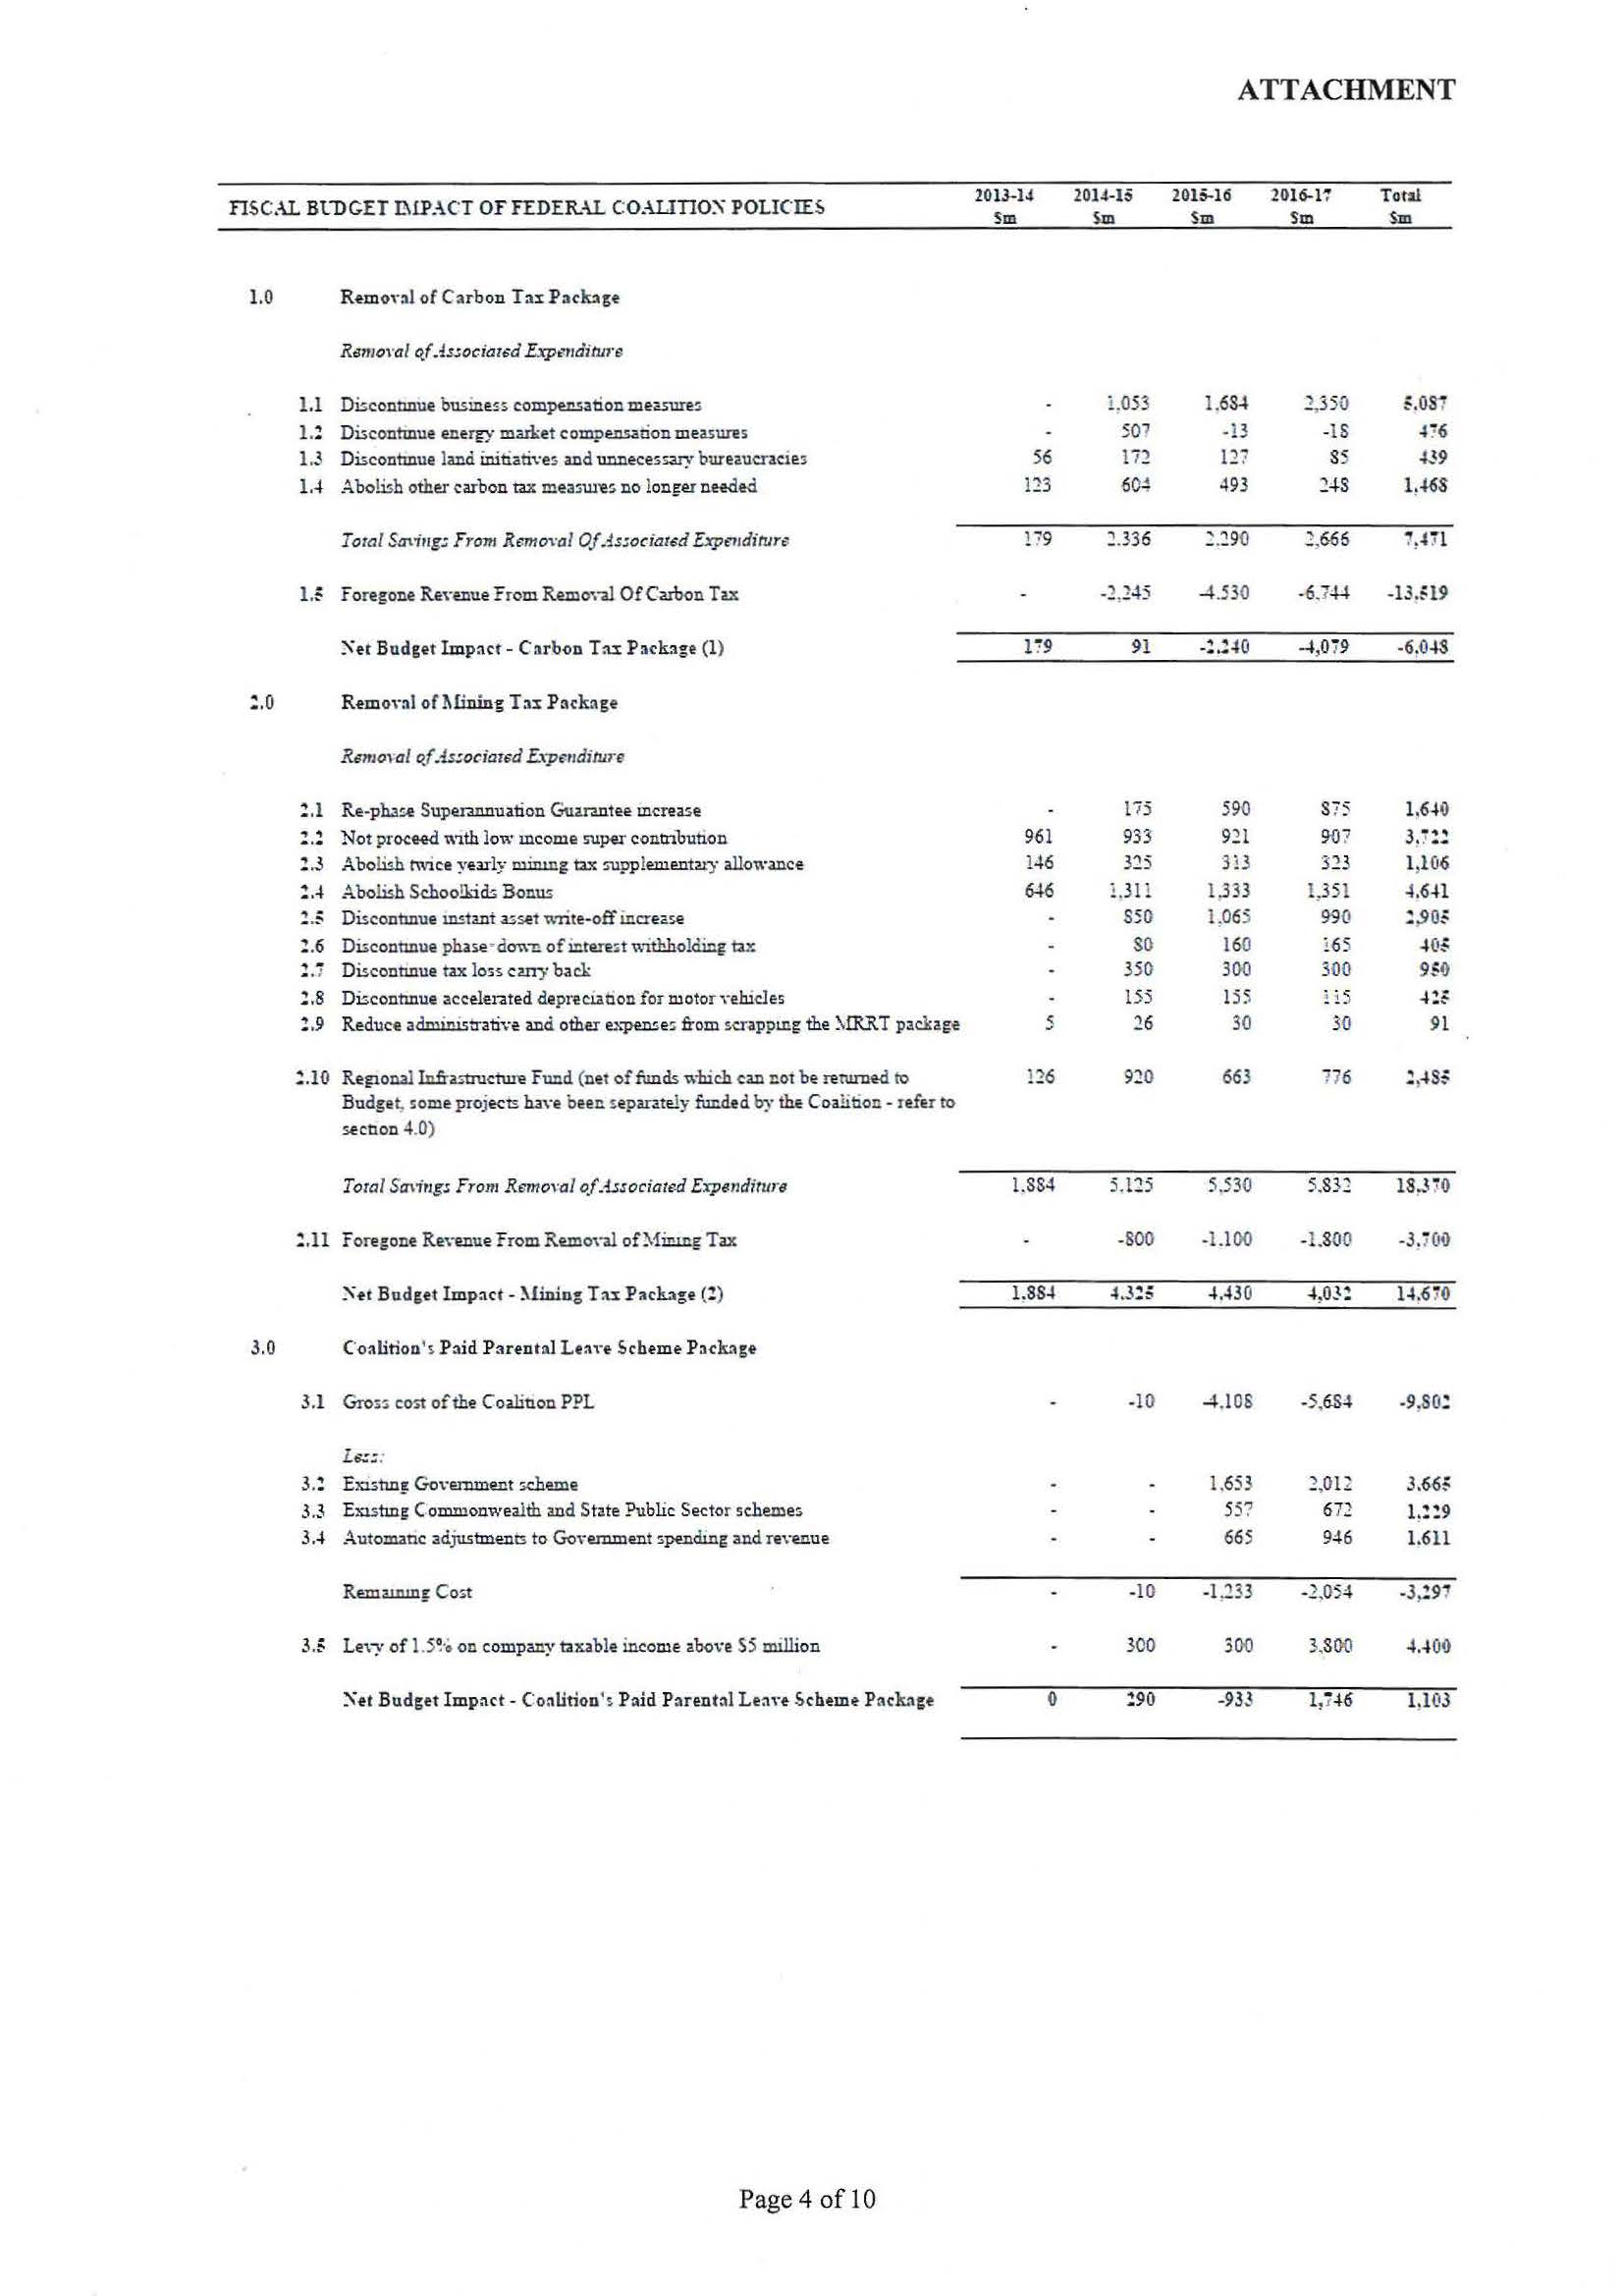 ATTACHMENT
FISCAL BUDGET IMPACT OF FEDERAL COALITION POLICIES 2013-14 2014-15 2015-16 2016-17 Total
$m $m $m $m $m
1.0 Removal of Carbon Tax Package
Removal of Associated Expenditure
1.1 Discontinue business compensation measures - 1,053 1,684 2,350 5,087
1.2 Discontinue energy market compensation measures - 507 -13 -18 476
1.3 Discontinue land initiatives and unnecessary bureaucracies 56 172 127 85 439
1.4 Abolish other carbon tax measures no longer needed 123 604 493 248 1,468
Total Savings From Removal Of Associated Expenditure 179 2,336 2,290 2,666 7,471
1.5 Foregone Revenue From Removal Of Carbon Tax - -2,245 -4,530 -6,744 -13,519
Net Budget Impact - Carbon Tax Package (1) 179 91 -2,240 -4,079 -6,048
2.0 Removal of Mining Tax Package
Removal of Associated Expenditure
2.1 Re-phase Superannuation Guarantee increase - 175 590 875 1,640
2.2 Not proceed with low income super contribution 961 933 921 907 3,722
2.3 Abolish twice yearly mining tax supplementary allowance 146 325 313 323 1,106
2.4 Abolish Schoolkids Bonus 646 1,311 1,333 1,351 4,641
2.5 Discontinue instant asset write-off increase - 850 1,065 990 2,905
2.6 Discontinue phase-down of interest withholding tax - 80 160 165 405
2.7 Discontinue tax loss carry back - 350 300 300 950
2.8 Discontinue accelerated depreciation for motor vehicles - 155 155 115 425
2.9 Reduce administrative and other expenses from scrapping the MRRT package 5 26 30 30 91
2.10 Regional Infrastructure Fund (net of funds which can not be returned to 126 920 663 776 2,485
Budget, some projects have been separately funded by the Coalition - refer to
section 4.0)
Total Savings From Removal of Associated Expenditure 1,884 5,125 5,530 5,832 18,370
2.11 Foregone Revenue From Removal of Mining Tax - -800 -1,100 -1,800 -3,700
Net Budget Impact - Mining Tax Package (2) 1,884 4,325 4,430 4,032 14,670
3.0 Coalition's Paid Parental Leave Scheme Package
3.1 Gross cost of the Coalition PPL - -10 -4,108 -5,684 -9,802
Less:
3.2 Existing Government scheme - - 1,653 2,012 3,665
3.3 Existing Commonwealth and State Public Sector schemes - - 557 672 1,229
3.4 Automatic adjustments to Government spending and revenue - - 665 946 1,611
Remaining Cost - -10 -1,233 -2,054 -3,297
3.5 Levy of 1.5% on company taxable income above $5 million - 300 300 3,800 4,400
Net Budget Impact - Coalition's Paid Parental Leave Scheme Package 0 290 -933 1,746 1,103
Page 4 of 10